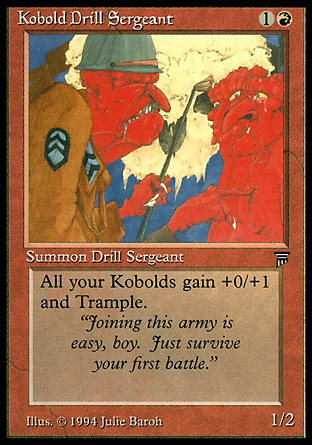 Kobold Drill Sergeant 1
Summon Drill Sergeant
All your Kobolds gain +0/+1
and Trample.
“Joining this army is
easy, boy. Just survive
your first battle.”
Illus. © 1994 Julie Baroh 1/2